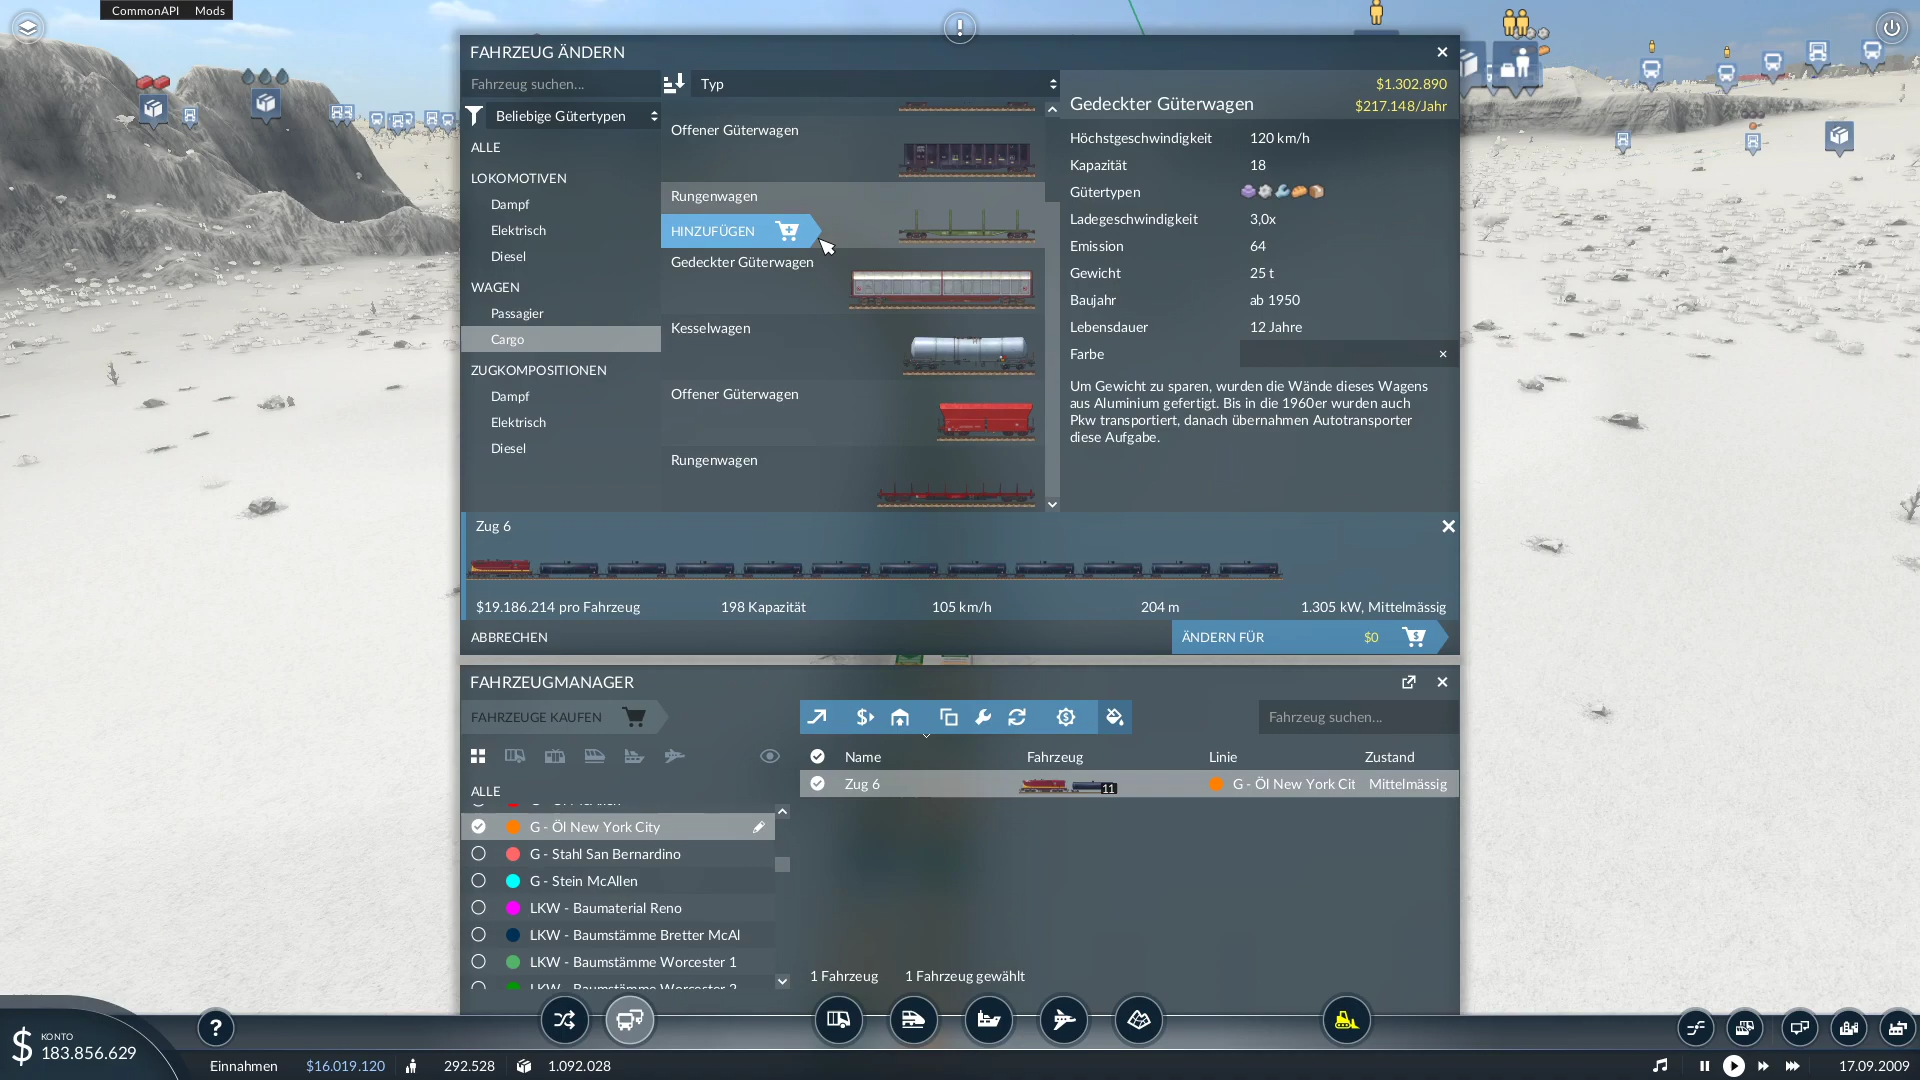 CommonAPI Mods
FAHRZEUG ÄNDERN
Fahrzeug suchen...
Typ
Beliebige Gütertypen
ALLE
LOKOMOTIVEN
Dampf
Elektrisch
Diesel
WAGEN
Passagier
Cargo
ZUGKOMPOSITIONEN
Dampf
Elektrisch
Diesel
Offener Güterwagen
Rungenwagen
HINZUFÜGEN
Gedeckter Güterwagen
Kesselwagen
Offener Güterwagen
Rungenwagen
$1.302.890
Gedeckter Güterwagen
$217.148/Jahr
Höchstgeschwindigkeit 120 km/h
Kapazität 18
Gütertypen
Ladegeschwindigkeit 3,0x
Emission 64
Gewicht 25 t
Baujahr ab 1950
Lebensdauer 12 Jahre
Farbe
Um Gewicht zu sparen, wurden die Wände dieses Wagens
aus Aluminium gefertigt. Bis in die 1960er wurden auch
Pkw transportiert, danach übernahmen Autotransporter
diese Aufgabe.
Zug 6
$19.186.214 pro Fahrzeug 198 Kapazität 105 km/h 204 m 1.305 kW, Mittelmässig
ABBRECHEN
ÄNDERN FÜR $0
FAHRZEUGMANAGER
FAHRZEUGE KAUFEN
Fahrzeug suchen...
ALLE
G - Öl New York City
G - Stahl San Bernardino
G - Stein McAllen
LKW - Baumaterial Reno
LKW - Baumstämme Bretter McAl
LKW - Baumstämme Worcester 1
LKW - Baumstämme Worcester 2
Name Fahrzeug Linie Zustand
Zug 6 11 G - Öl New York Cit Mittelmässig
1 Fahrzeug 1 Fahrzeug gewählt
KONTO
183.856.629
Einnahmen $16.019.120 292.528 1.092.028
17.09.2009